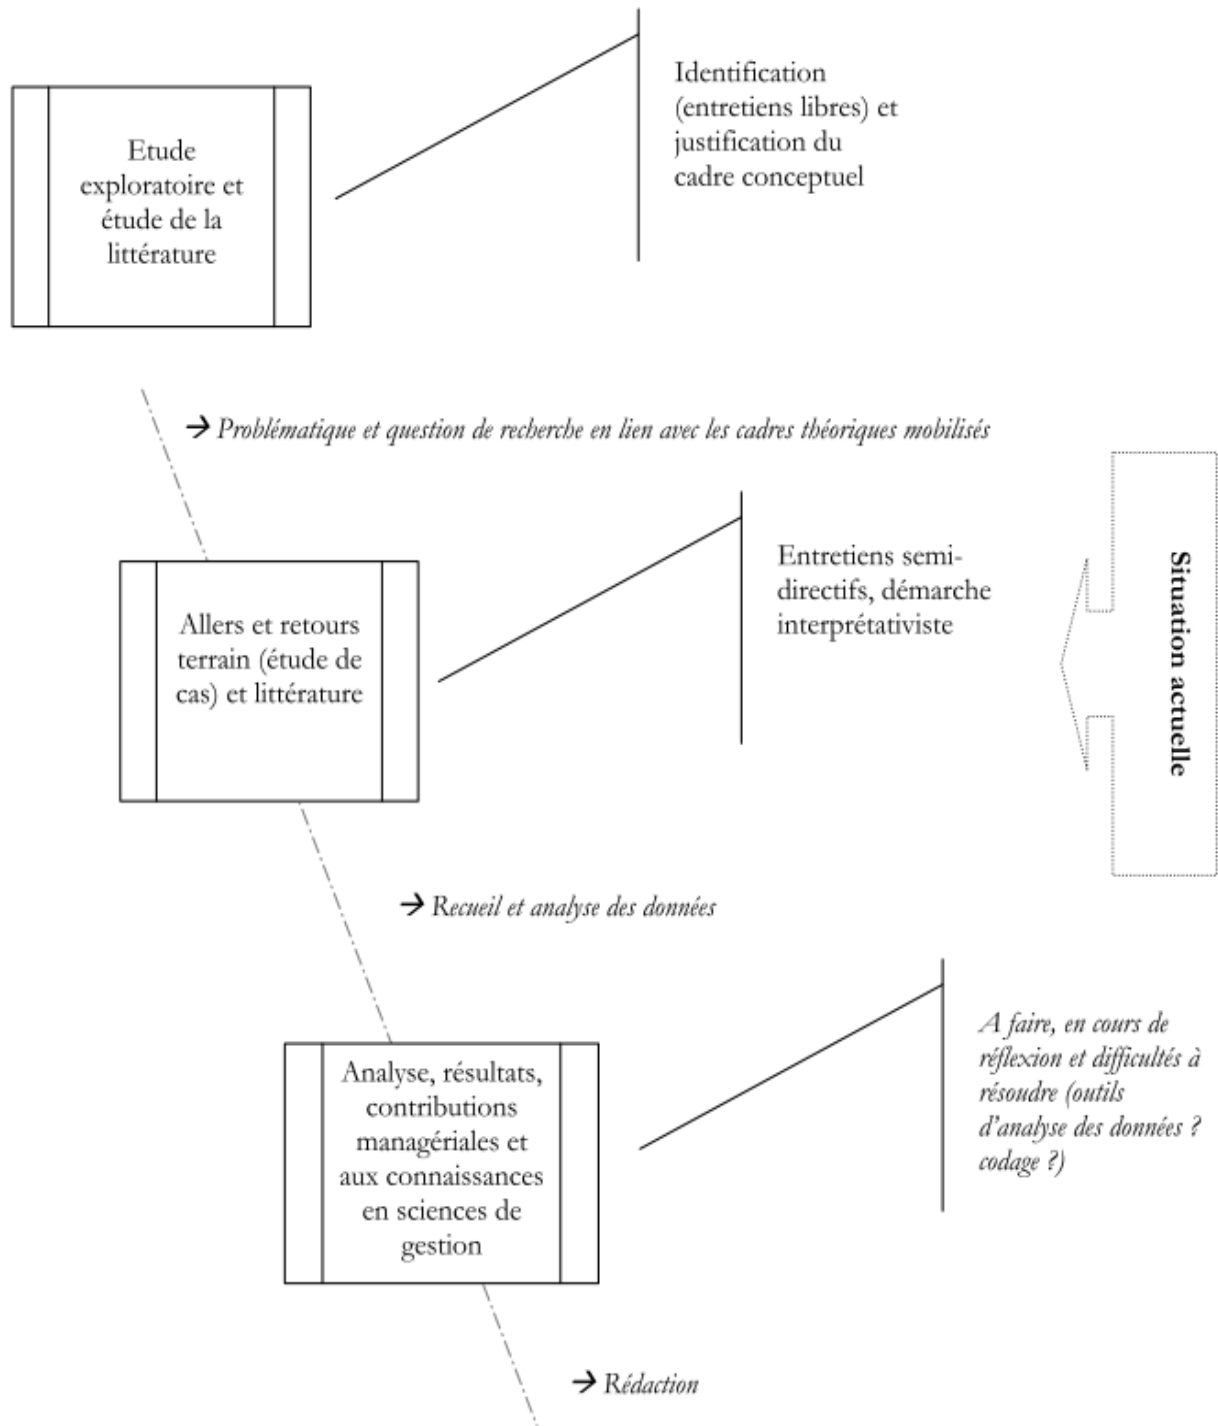 Identification
(entretiens libres) et
justification du
cadre conceptuel
Etude
exploratoire et
étude de la
littérature
→ Problématique et question de recherche en lien avec les cadres théoriques mobilisés
Entretiens semi-
directifs, démarche
interprétativiste
Situation actuelle
Allers et retours
terrain (étude de
cas) et littérature
→ Recueil et analyse des données
A faire, en cours de
réflexion et difficultés à
résoudre (outils
d'analyse des données ?
codage ?)
Analyse, résultats,
contributions
managériales et
aux connaissances
en sciences de
gestion
→ Rédaction